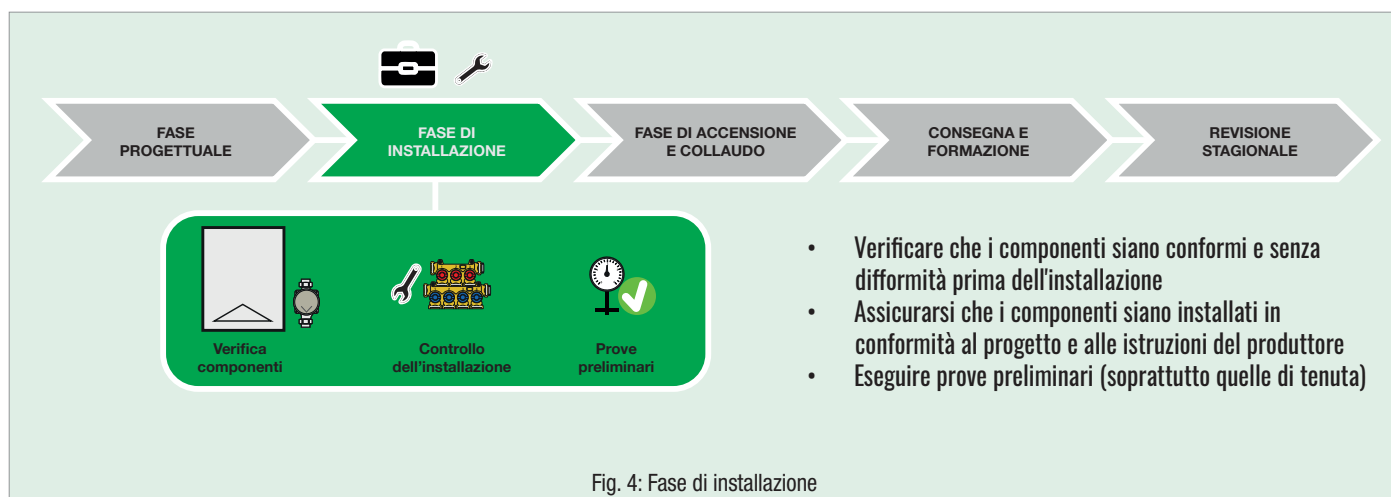 FASE
PROGETTUALE
FASE DI
INSTALLAZIONE
FASE DI ACCENSIONE
E COLLAUDO
CONSEGNA E
FORMAZIONE
REVISIONE
STAGIONALE
Verifica
componenti
Controllo
dell'installazione
Prove
preliminari
• Verificare che i componenti siano conformi e senza
difformità prima dell'installazione
• Assicurarsi che i componenti siano installati in
conformità al progetto e alle istruzioni del produttore
• Eseguire prove preliminari (soprattutto quelle di tenuta)
Fig. 4: Fase di installazione